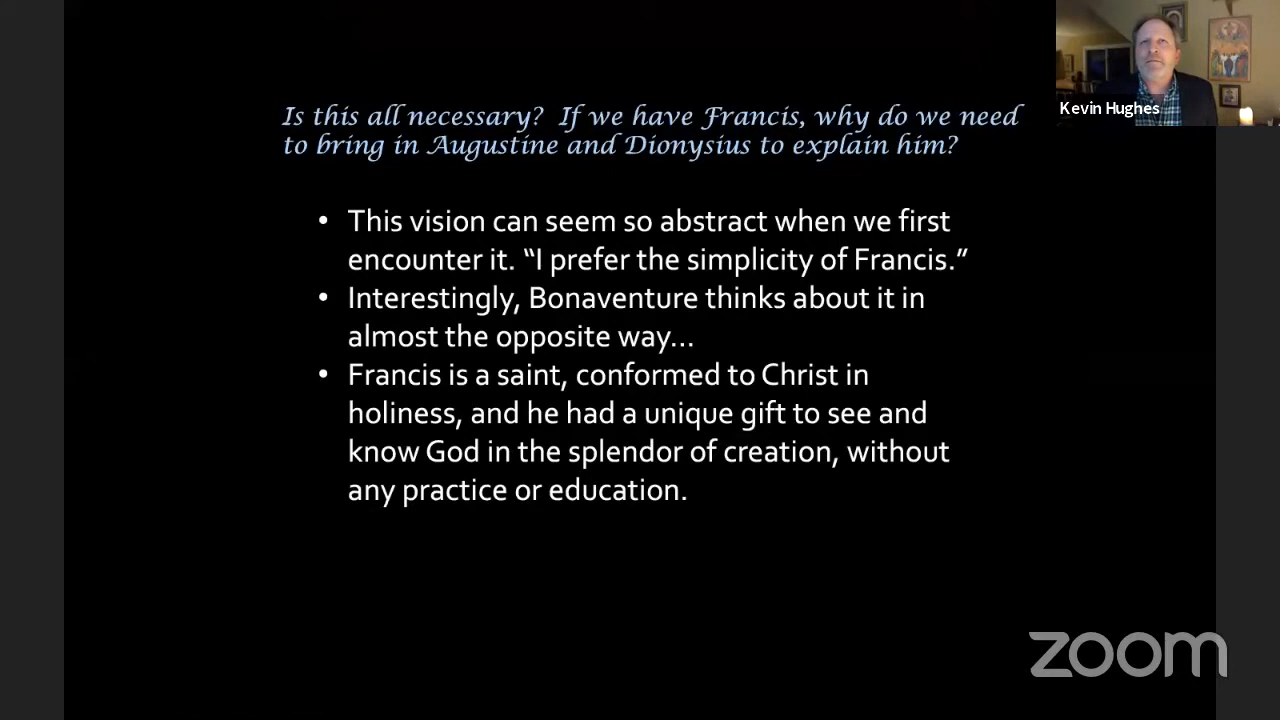 Kevin Hughes
Is this all necessary? If we have Francis, why do we need
to bring in Augustine and Dionysius to explain him?
• This vision can seem so abstract when we first
encounter it. “I prefer the simplicity of Francis.”
• Interestingly, Bonaventure thinks about it in
almost the opposite way…
• Francis is a saint, conformed to Christ in
holiness, and he had a unique gift to see and
know God in the splendor of creation, without
any practice or education.
zoom